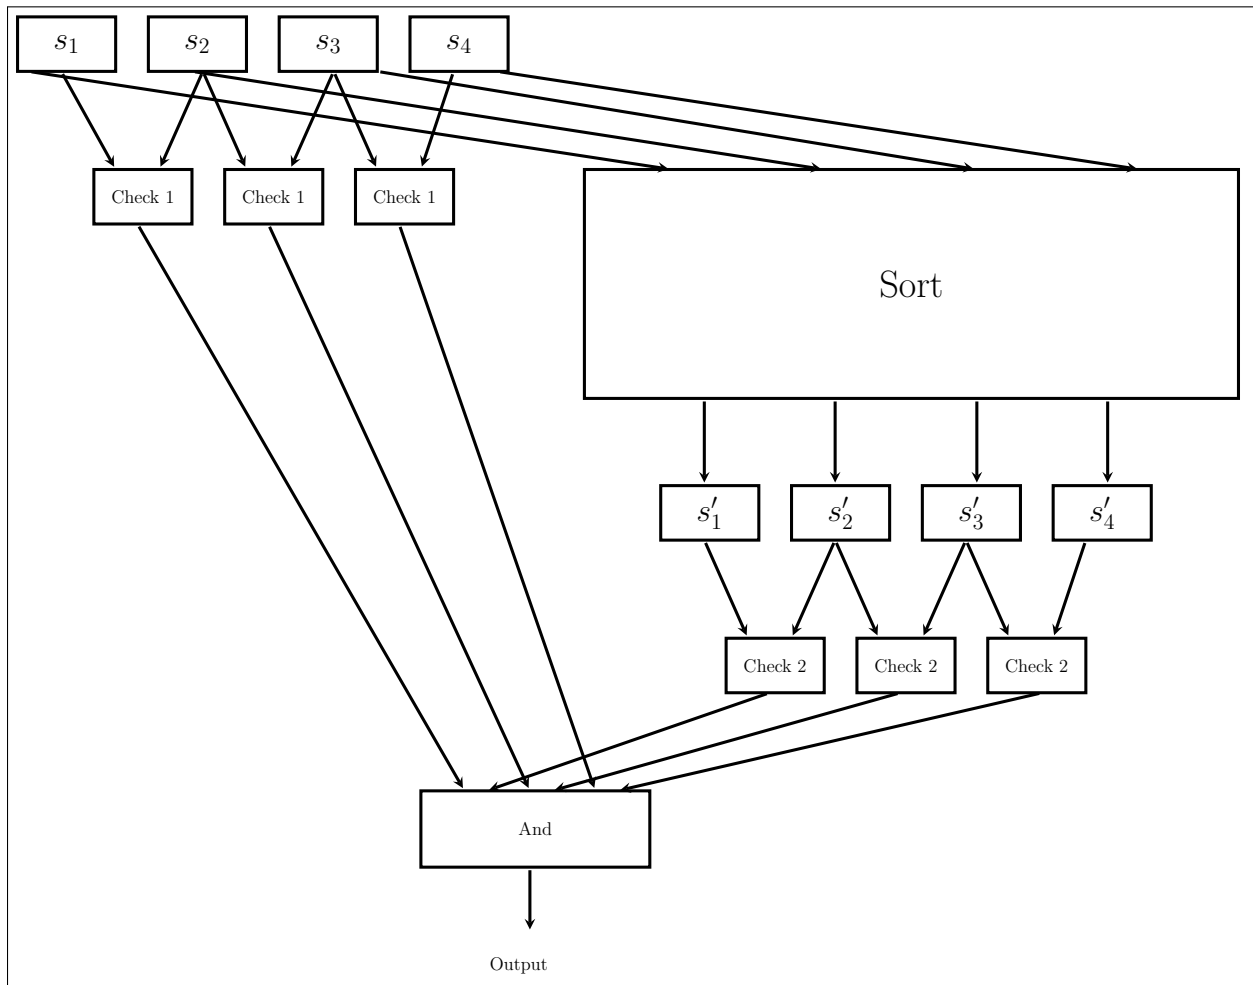 s₁ s₂ s₃ s₄
Check 1 Check 1 Check 1
Sort
s′₁ s′₂ s′₃ s′₄
Check 2 Check 2 Check 2
And
Output